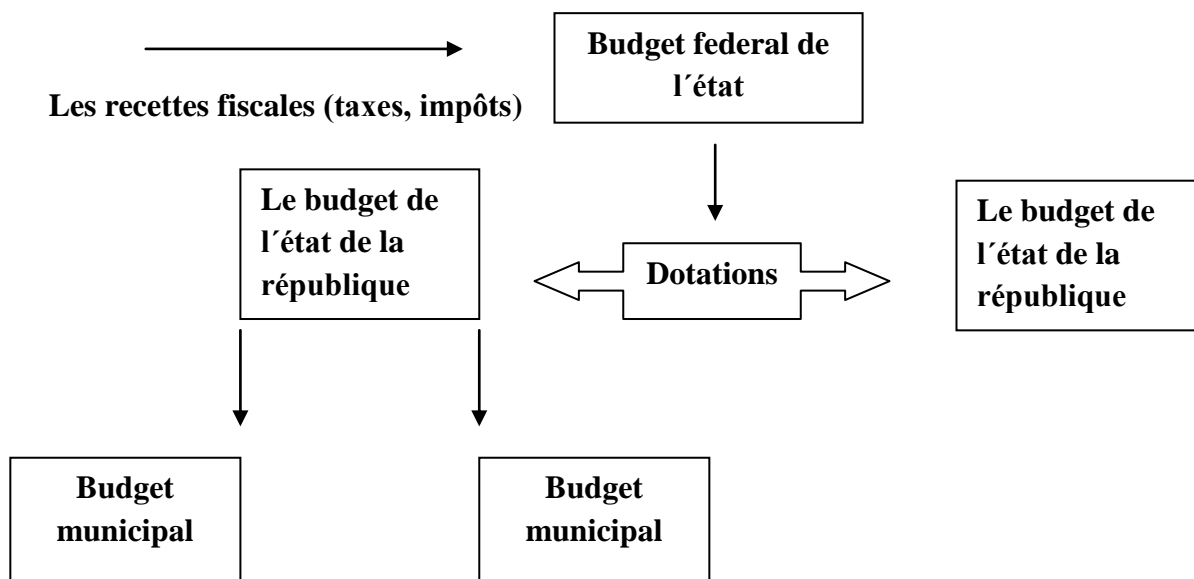 Budget federal de
l´état
Les recettes fiscales (taxes, impôts)
Le budget de
l´état de la
république
Dotations
Le budget de
l´état de la
république
Budget
municipal
Budget
municipal